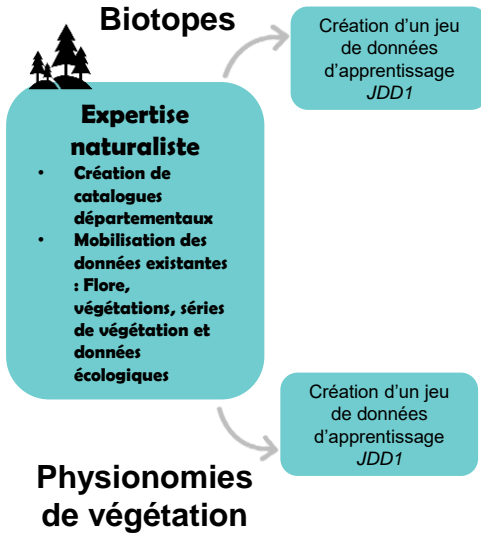 Biotopes
Création d'un jeu
de données
d'apprentissage
JDD1
Expertise
naturaliste
• Création de
catalogues
départementaux
• Mobilisation des
données existantes
: Flore,
végétations, séries
de végétation et
données
écologiques
Création d'un jeu
de données
d'apprentissage
JDD1
Physionomies
de végétation